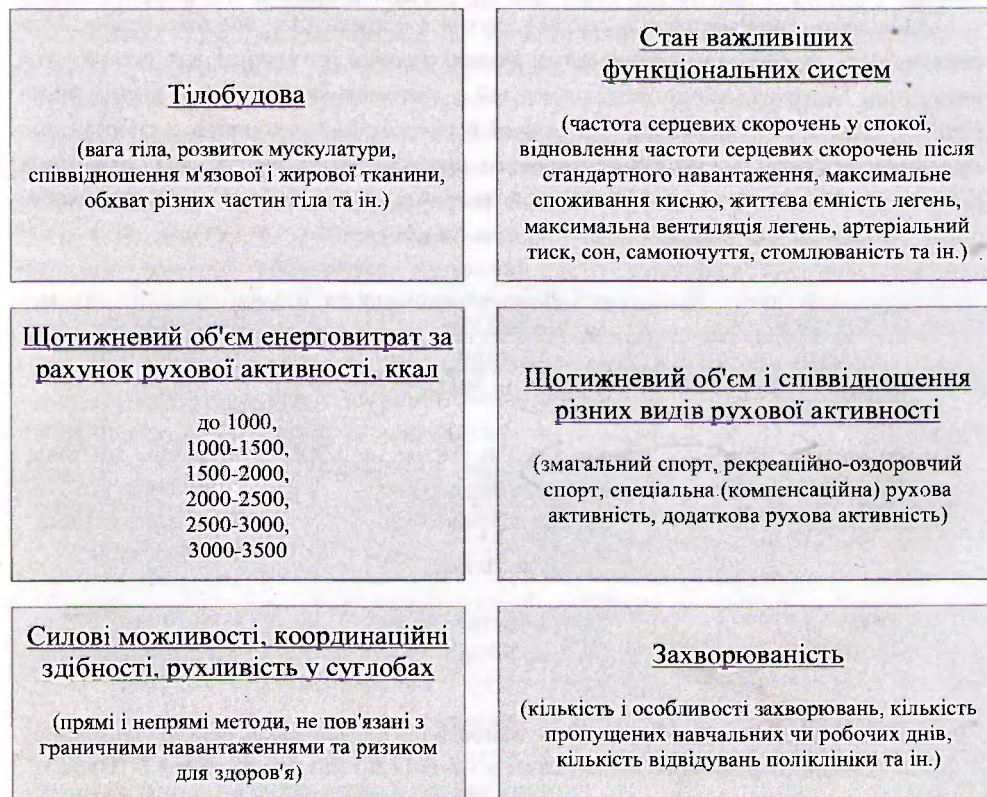 Тілобудова
(вага тіла, розвиток мускулатури,
співвідношення м'язової і жирової тканини,
обхват різних частин тіла та ін.)
Стан важливіших
функціональних систем
(частота серцевих скорочень у спокої,
відновлення частоти серцевих скорочень після
стандартного навантаження, максимальне
споживання кисню, життєва ємність легень,
максимальна вентиляція легень, артеріальний
тиск, сон, самопочуття, стомлюваність та ін.)
Щотижневий об'єм енерговитрат за
рахунок рухової активності, ккал
до 1000,
1000-1500,
1500-2000,
2000-2500,
2500-3000,
3000-3500
Щотижневий об'єм і співвідношення
різних видів рухової активності
(змагальний спорт, рекреаційно-оздоровчий
спорт, спеціальна (компенсаційна) рухова
активність, додаткова рухова активність)
Силові можливості, координаційні
здібності, рухливість у суглобах
(прямі і непрямі методи, не пов'язані з
граничними навантаженнями та ризиком
для здоров'я)
Захворюваність
(кількість і особливості захворювань, кількість
пропущених навчальних чи робочих днів,
кількість відвідувань поліклініки та ін.)